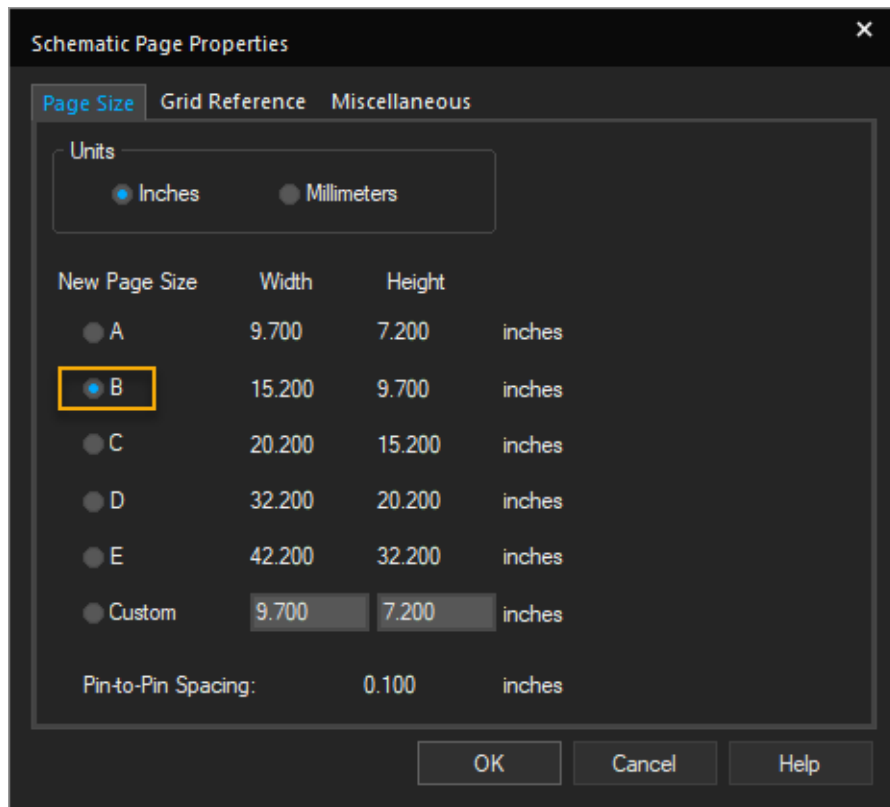 Schematic Page Properties
Page Size Grid Reference Miscellaneous
Units
Inches Millimeters
New Page Size Width Height
A 9.700 7.200 inches
B 15.200 9.700 inches
C 20.200 15.200 inches
D 32.200 20.200 inches
E 42.200 32.200 inches
Custom 9.700 7.200 inches
Pin-to-Pin Spacing: 0.100 inches
OK Cancel Help